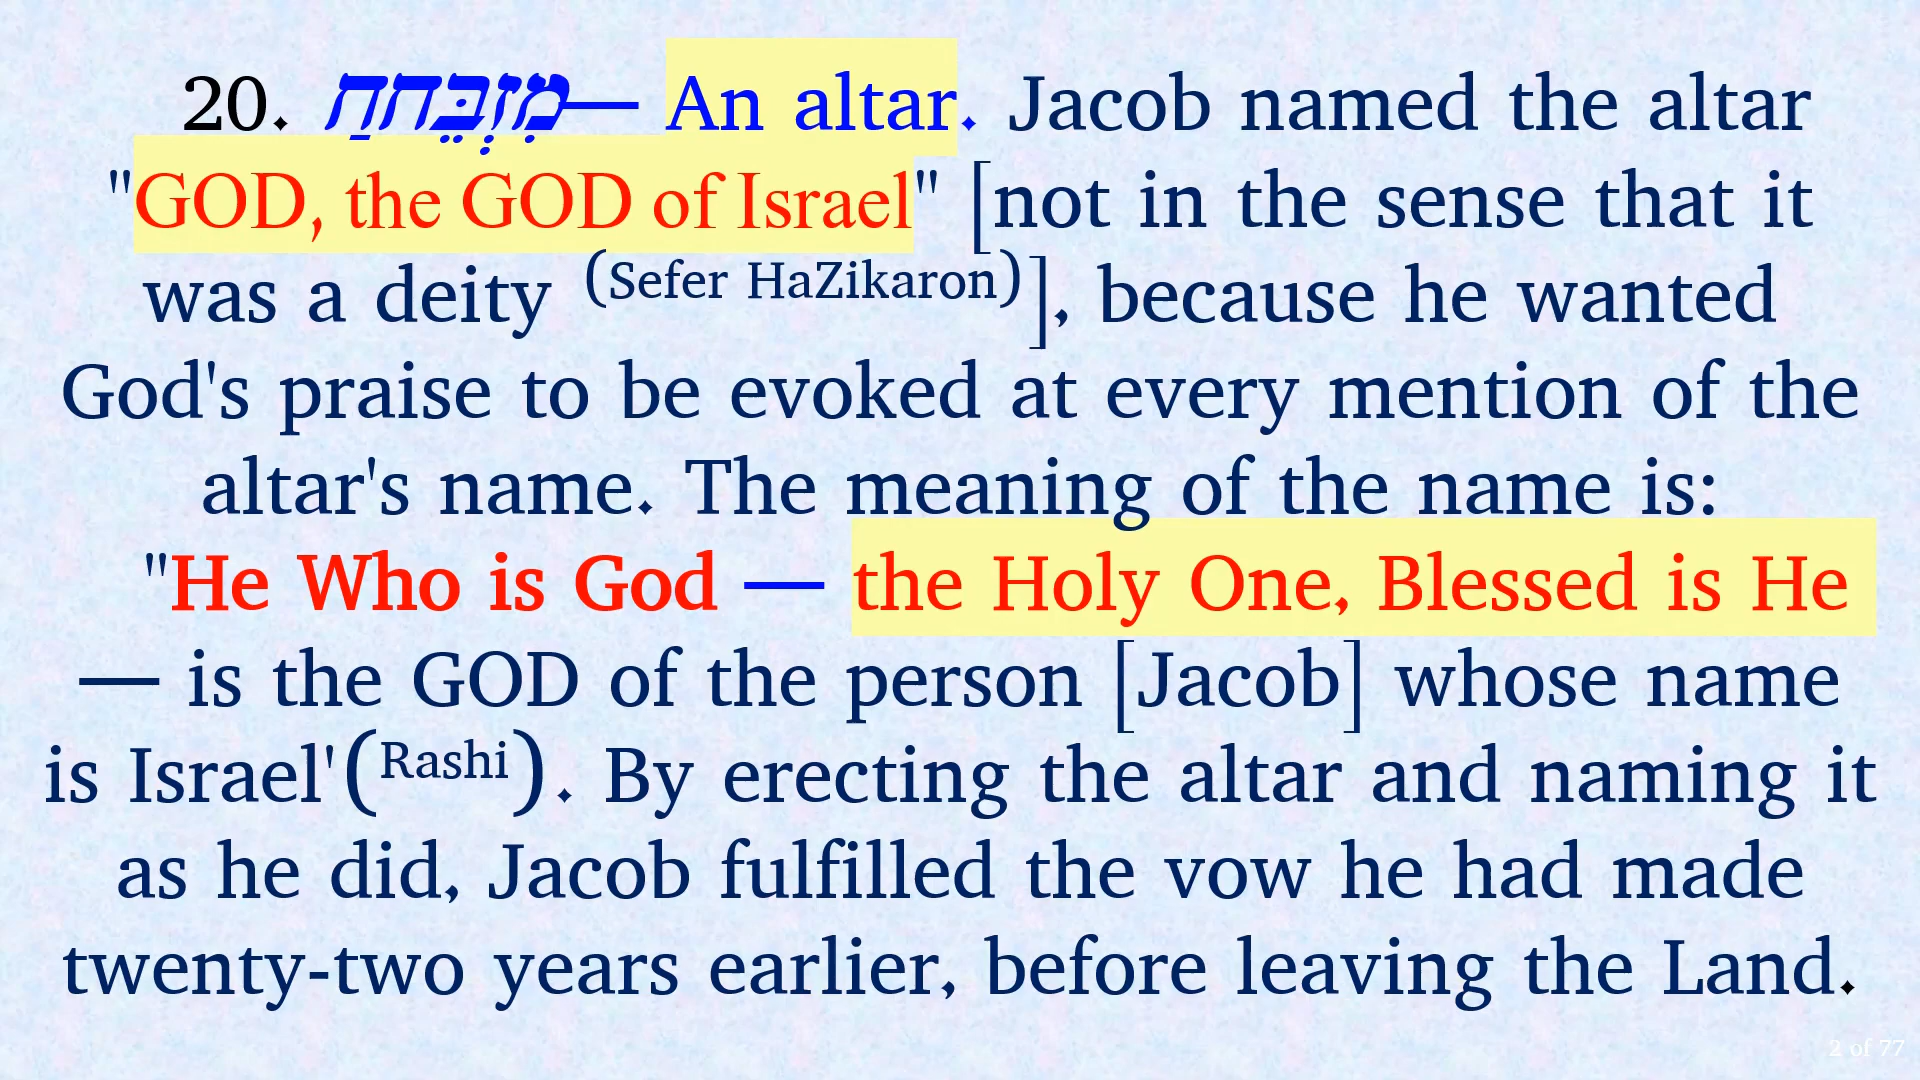 20. מִזְבֵּחחַ— An altar. Jacob named the altar
"GOD, the GOD of Israel" [not in the sense that it
was a deity (Sefer HaZikaron)], because he wanted
God's praise to be evoked at every mention of the
altar's name. The meaning of the name is:
"He Who is God — the Holy One, Blessed is He
— is the GOD of the person [Jacob] whose name
is Israel'(Rashi). By erecting the altar and naming it
as he did, Jacob fulfilled the vow he had made
twenty-two years earlier, before leaving the Land.
2 of 77